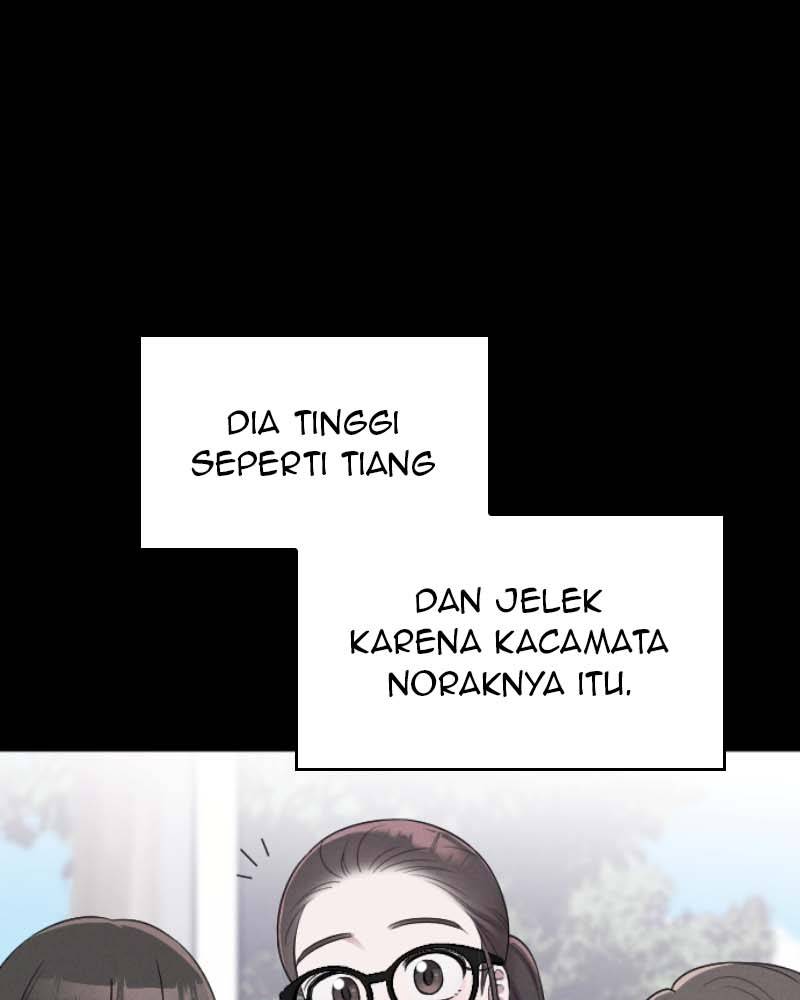 DIA TINGGI
SEPERTI TIANG
DAN JELEK
KARENA KACAMATA
NORAKNYA ITU.